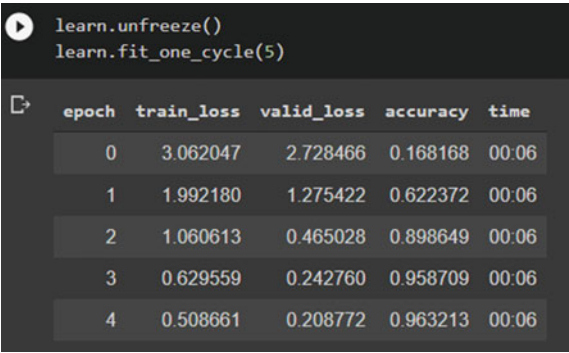 learn.unfreeze()
learn.fit_one_cycle(5)
epoch train_loss valid_loss accuracy time
0 3.062047 2.728466 0.168168 00:06
1 1.992180 1.275422 0.622372 00:06
2 1.060613 0.465028 0.898649 00:06
3 0.629559 0.242760 0.958709 00:06
4 0.508661 0.208772 0.963213 00:06